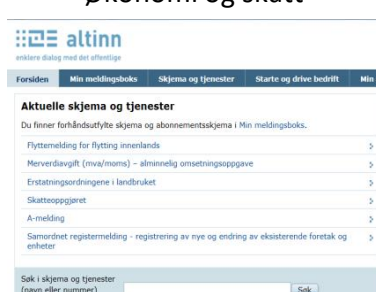 Økonomi og skatt
altinn
enklere dialog med det offentlige
Forsiden Min meldingsboks Skjema og tjenester Starte og drive bedrift Min
Aktuelle skjema og tjenester
Du finner forhåndsutfylte skjema og abonnementsskjema i Min meldingsboks.
Flyttemelding for flytting innenlands
Merverdiavgift (mva/moms) – alminnelig omsetningsoppgave
Erstatningsordningene i landbruket
Skatteoppgjøret
A-melding
Samordnet registermelding - registrering av nye og endring av eksisterende foretak og
enheter
Søk i skjema og tjenester
(navn eller nummer) Søk